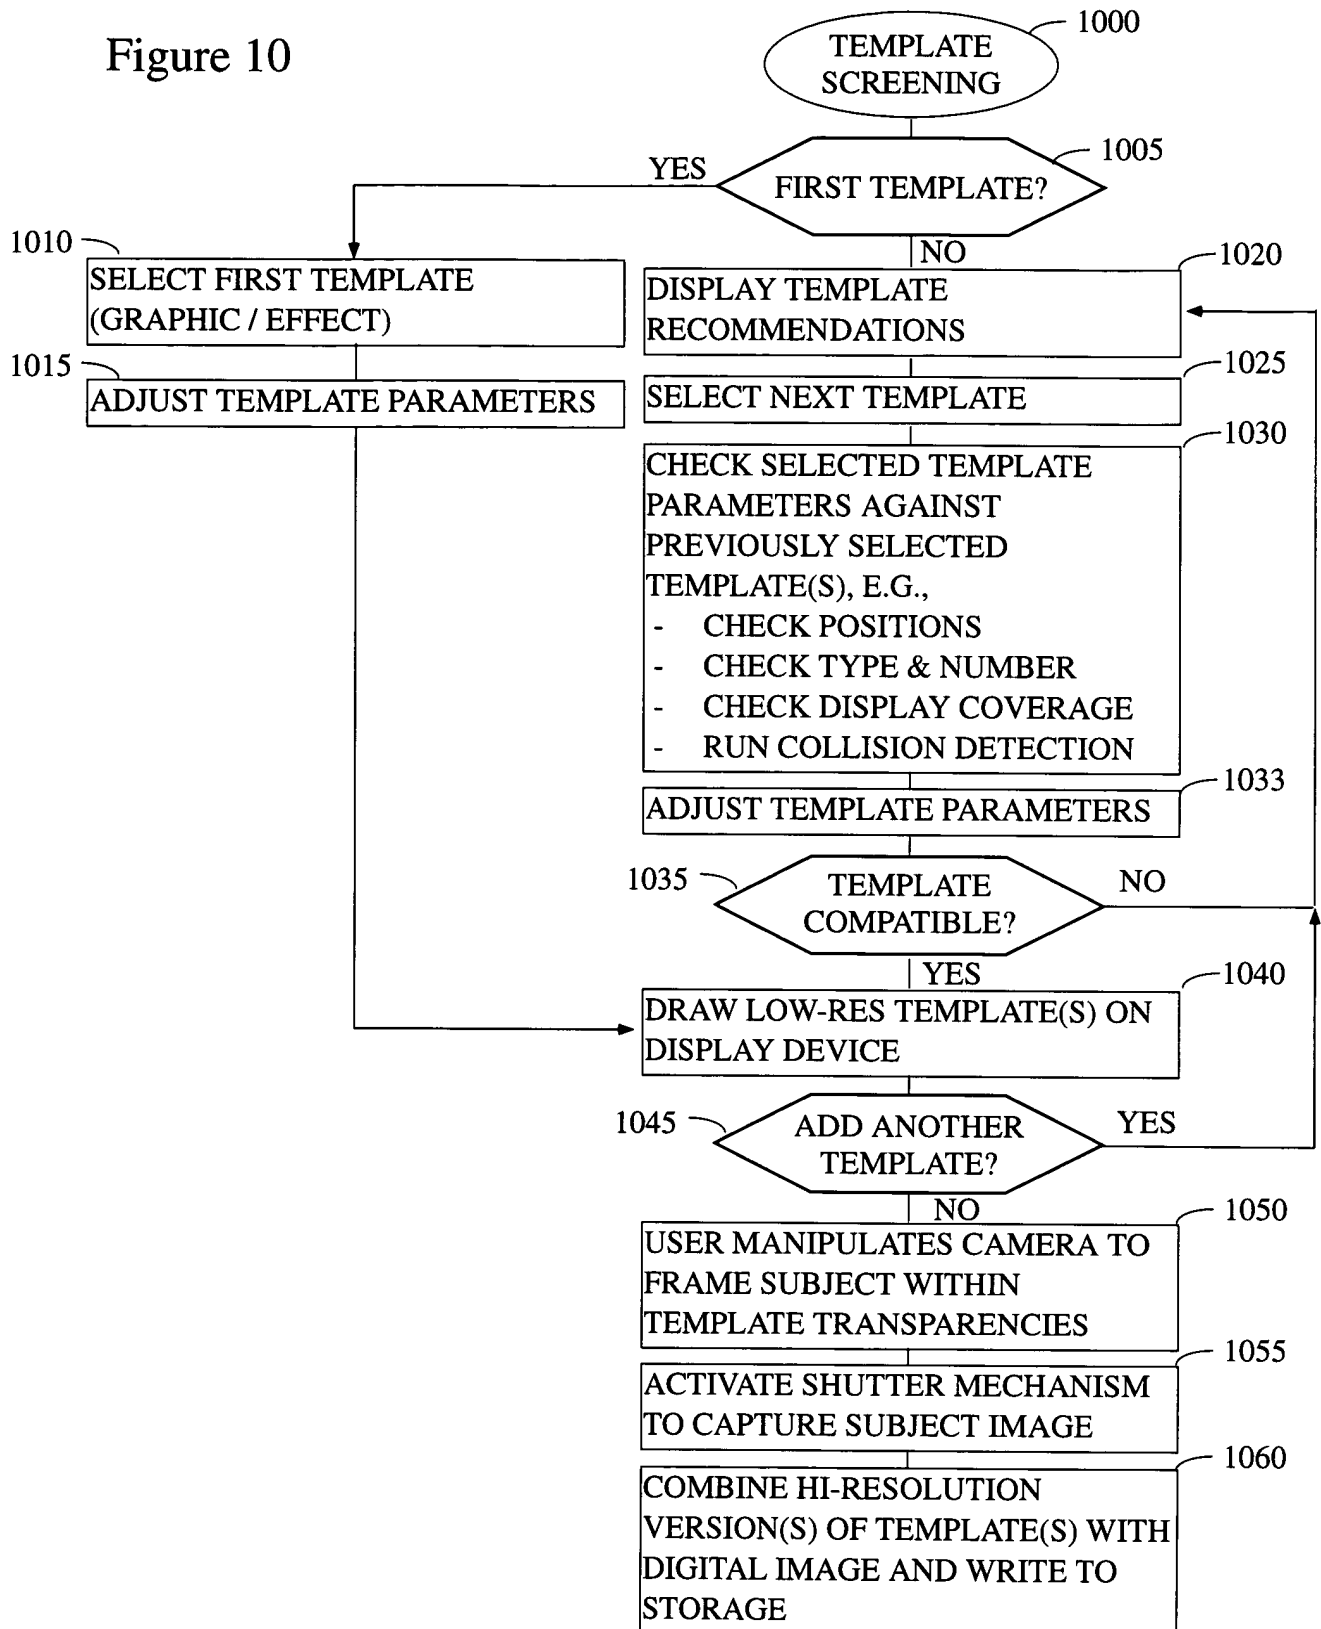 Figure 10
1000
TEMPLATE
SCREENING
1005
YES
FIRST TEMPLATE?
NO
1010
SELECT FIRST TEMPLATE
(GRAPHIC / EFFECT)
1015
ADJUST TEMPLATE PARAMETERS
1020
DISPLAY TEMPLATE
RECOMMENDATIONS
1025
SELECT NEXT TEMPLATE
1030
CHECK SELECTED TEMPLATE
PARAMETERS AGAINST
PREVIOUSLY SELECTED
TEMPLATE(S), E.G.,
- CHECK POSITIONS
- CHECK TYPE & NUMBER
- CHECK DISPLAY COVERAGE
- RUN COLLISION DETECTION
1033
ADJUST TEMPLATE PARAMETERS
1035
TEMPLATE
COMPATIBLE?
NO
YES
1040
DRAW LOW-RES TEMPLATE(S) ON
DISPLAY DEVICE
1045
ADD ANOTHER
TEMPLATE?
YES
NO
1050
USER MANIPULATES CAMERA TO
FRAME SUBJECT WITHIN
TEMPLATE TRANSPARENCIES
1055
ACTIVATE SHUTTER MECHANISM
TO CAPTURE SUBJECT IMAGE
1060
COMBINE HI-RESOLUTION
VERSION(S) OF TEMPLATE(S) WITH
DIGITAL IMAGE AND WRITE TO
STORAGE